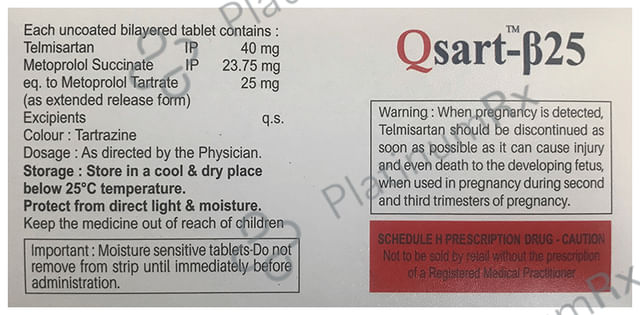 Each uncoated bilayered tablet contains :
Telmisartan IP 40 mg
Metoprolol Succinate IP 23.75 mg
eq. to Metoprolol Tartrate 25 mg
(as extended release form)
Excipients q.s.
Colour : Tartrazine
Dosage : As directed by the Physician.
Storage : Store in a cool & dry place
below 25°C temperature.
Protect from direct light & moisture.
Keep the medicine out of reach of children
Important : Moisture sensitive tablets-Do not
remove from strip until immediately before
administration.
Qsart™-β25
Warning : When pregnancy is detected,
Telmisartan should be discontinued as
soon as possible as it can cause injury
and even death to the developing fetus,
when used in pregnancy during second
and third trimesters of pregnancy.
SCHEDULE H PRESCRIPTION DRUG - CAUTION
Not to be sold by retail without the prescription
of a Registered Medical Practitioner
PlatinumRx
PlatinumRx